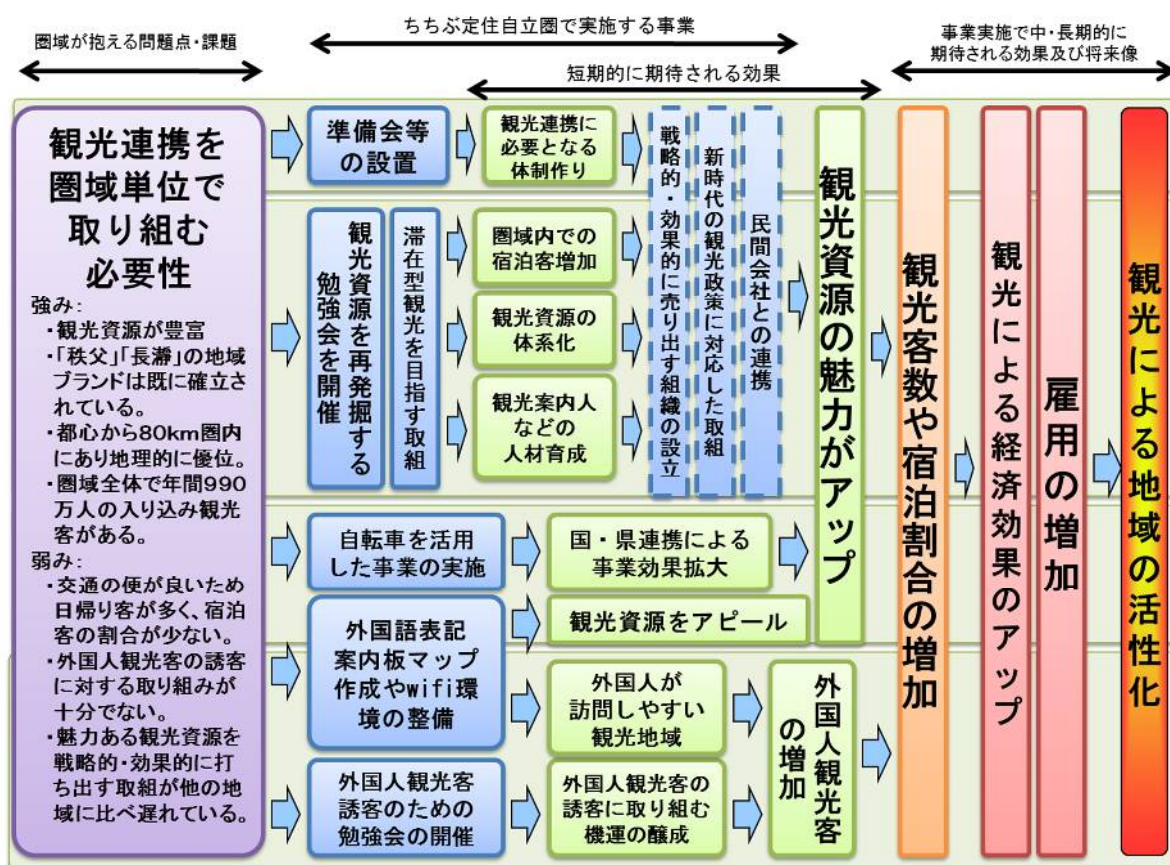 圏域が抱える問題点・課題
ちちぶ定住自立圏で実施する事業
短期的に期待される効果
事業実施で中・長期的に
期待される効果及び将来像
観光連携を
圏域単位で
取り組む
必要性
強み:
・観光資源が豊富
・「秩父」「長瀞」の地域
ブランドは既に確立さ
れている。
・都心から80km圏内
にあり地理的に優位。
・圏域全体で年間990
万人の入り込み観光
客がある。
弱み:
・交通の便が良いため
日帰り客が多く、宿泊
客の割合が少ない。
・外国人観光客の誘客
に対する取り組みが
十分でない。
・魅力ある観光資源を
戦略的・効果的に打
ち出す取組が他の地
域に比べ遅れている。
準備会等
の設置
観光連携に
必要となる
体制作り
観光資源を再発掘する
勉強会を開催
滞在型観光を目指す取組
圏域内での
宿泊客増加
観光資源の
体系化
観光案内人
などの
人材育成
戦略的・効果的に売り出す組織の設立
新時代の観光政策に対応した取組
民間会社との連携
自転車を活用
した事業の実施
国・県連携による
事業効果拡大
外国語表記
案内板マップ
作成やwifi環
境の整備
観光資源をアピール
外国人が
訪問しやすい
観光地域
外国人観光客
誘客のための
勉強会の開催
外国人観光客の
誘客に取り組む
機運の醸成
外国人観光客
の増加
観光資源の魅力がアップ
観光客数や宿泊割合の増加
観光による経済効果のアップ
雇用の増加
観光による地域の活性化